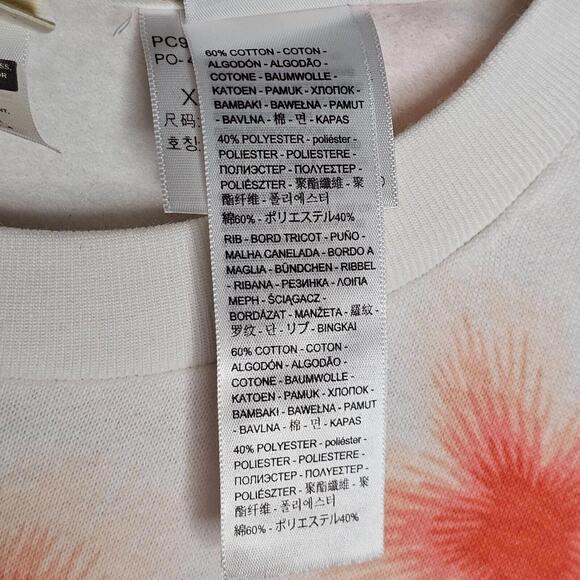 SS,
OR
NT,
PC9
PO-
X
尺码
호칭
60% COTTON - COTON -
ALGODÓN - ALGODÃO -
COTONE - BAUMWOLLE -
KATOEN - PAMUK - ХЛОПОК -
BAMBAKI - BAWEŁNA - PAMUT
- BAVLNA - 棉 - 면 - KAPAS
40% POLYESTER - poliéster -
POLIESTER - POLIESTERE -
ПОЛИЭСТЕР - ΠΟΛΥΕΣΤΕΡ -
POLIÉSZTER - 聚酯纖維 - 聚
酯纤维 - 폴리에스터
綿60% - ポリエステル40%
RIB - BORD TRICOT - PUÑO -
MALHA CANELADA - BORDO A
MAGLIA - BÜNDCHEN - RIBBEL
- RIBANA - РЕЗИНКА - ΛΟΙΠΑ
ΜΕΡΗ - ŚCIĄGACZ -
BORDÁZAT - MANŽETA - 羅紋 -
罗纹 - 단 - リブ - BINGKAI
60% COTTON - COTON -
ALGODÓN - ALGODÃO -
COTONE - BAUMWOLLE -
KATOEN - PAMUK - ХЛОПОК -
BAMBAKI - BAWEŁNA - PAMUT
- BAVLNA - 棉 - 면 - KAPAS
40% POLYESTER - poliéster -
POLIESTER - POLIESTERE -
ПОЛИЭСТЕР - ΠΟΛΥΕΣΤΕΡ -
POLIÉSZTER - 聚酯纖維 - 聚
酯纤维 - 폴리에스터
綿60% - ポリエステル40%